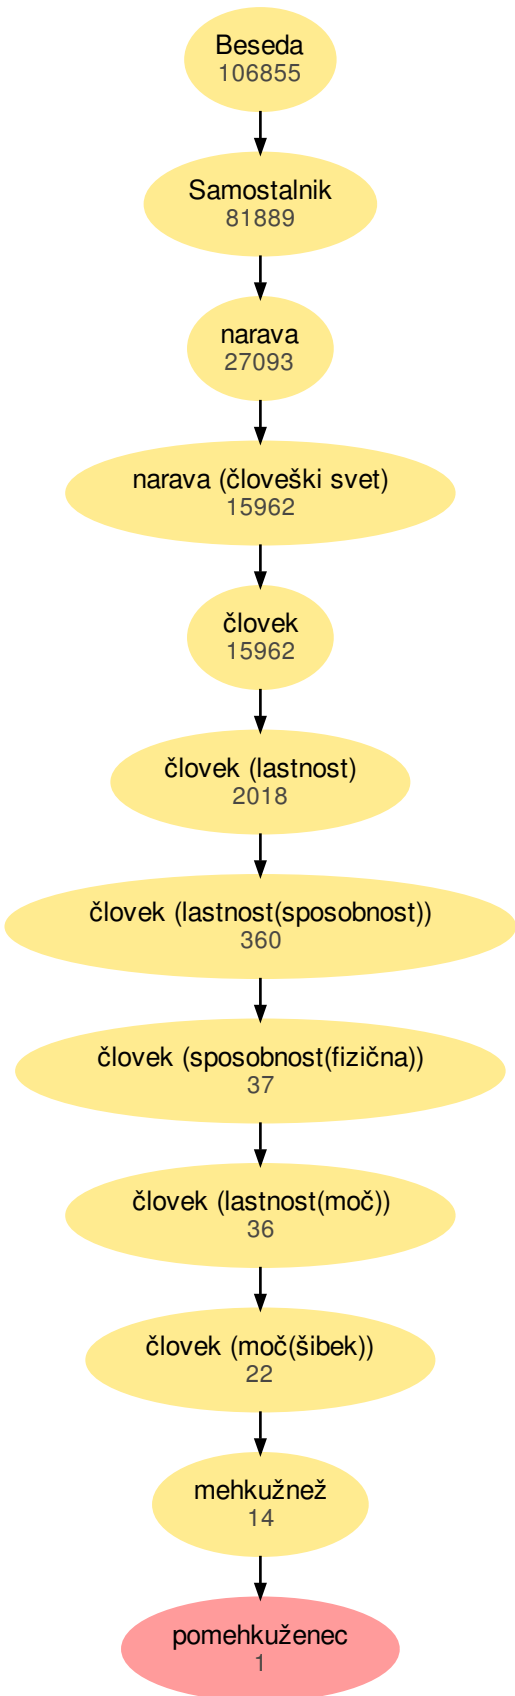 Beseda
106855
Samostalnik
81889
narava
27093
narava (človeški svet)
15962
človek
15962
človek (lastnost)
2018
človek (lastnost(sposobnost))
360
človek (sposobnost(fizična))
37
človek (lastnost(moč))
36
človek (moč(šibek))
22
mehkužnež
14
pomehkuženec
1